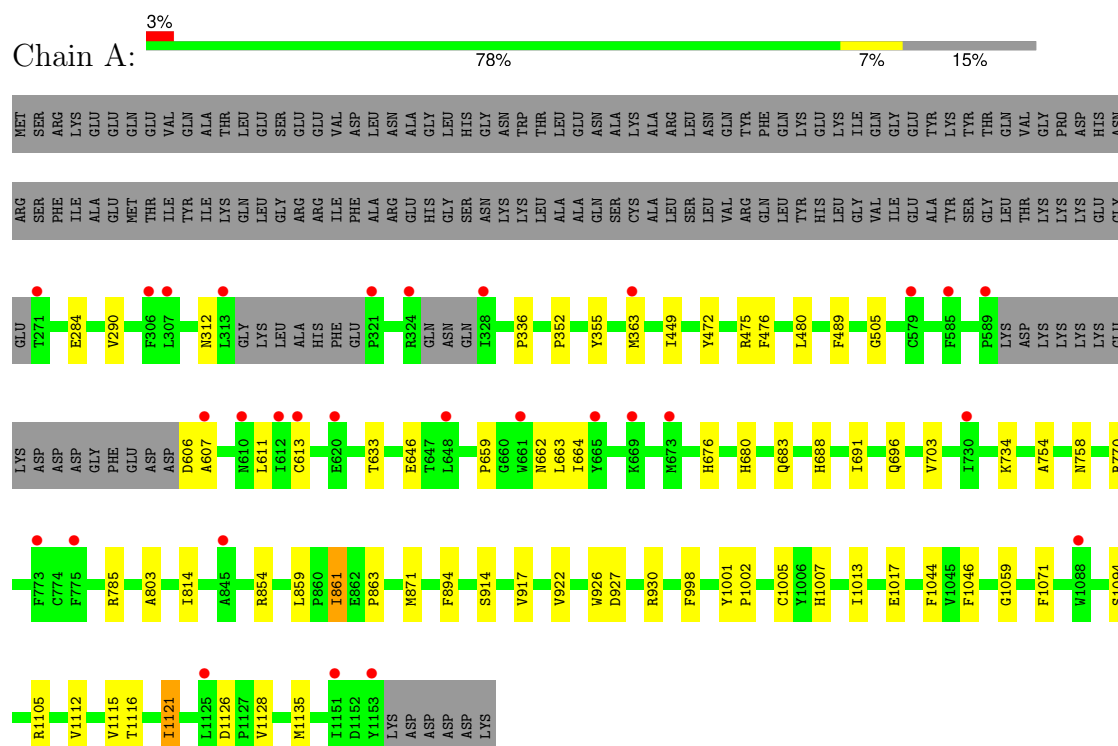 3%
Chain A:
78% 7% 15%
MET SER ARG LYS GLU GLU GLN GLU VAL GLN ALA THR LEU GLU SER GLU GLU VAL ASP LEU ASN ALA GLY LEU HIS GLY ASN TRP THR LEU GLU ASN ALA LYS ALA ARG LEU ASN GLN TYR PHE GLN LYS GLU LYS ILE GLN GLY GLU TYR LYS TYR THR GLN VAL GLY PRO ASP HIS ASN
ARG SER PHE ILE ALA GLU MET THR ILE TYR ILE LYS GLN LEU GLY ARG ARG ILE PHE ALA ARG GLU HIS GLY SER ASN LYS LYS LEU ALA ALA GLN SER CYS ALA LEU SER LEU VAL ARG GLN LEU TYR HIS LEU GLY VAL ILE GLU ALA TYR SER GLY LEU THR LYS LYS LYS GLU
GLU T271 E284 V290 F306 L307 N312 L313 GLY LYS LEU ALA HIS PHE GLU P321 R324 GLN ASN GLN I328 P336 P352 Y355 M363 I449 Y472 R475 F476 L480 F489 G505 C579 F585 P589 LYS ASP LYS LYS LYS
LYS ASP ASP ASP GLY PHE GLU ASP ASP D606 A607 N610 L611 I612 C613 E620 T633 E646 T647 L648 P659 G660 W661 N662 L663 I664 Y665 K669 M673 H676 H680 Q683 H688 I691 Q696 V703 I730 K734 A754 N758
F773 C774 F775 R785 A803 I814 A845 R854 L859 P860 I861 E862 P863 M871 F894 S914 V917 V922 W926 D927 R930 F998 Y1001 P1002 C1005 Y1006 H1007 I1013 E1017 F1044 V1045 F1046 G1059 F1071 W1088
R1105 V1112 V1115 T1116 I1121 L1125 D1126 P1127 V1128 M1135 I1151 D1152 Y1153 LYS ASP ASP ASP ASP LYS